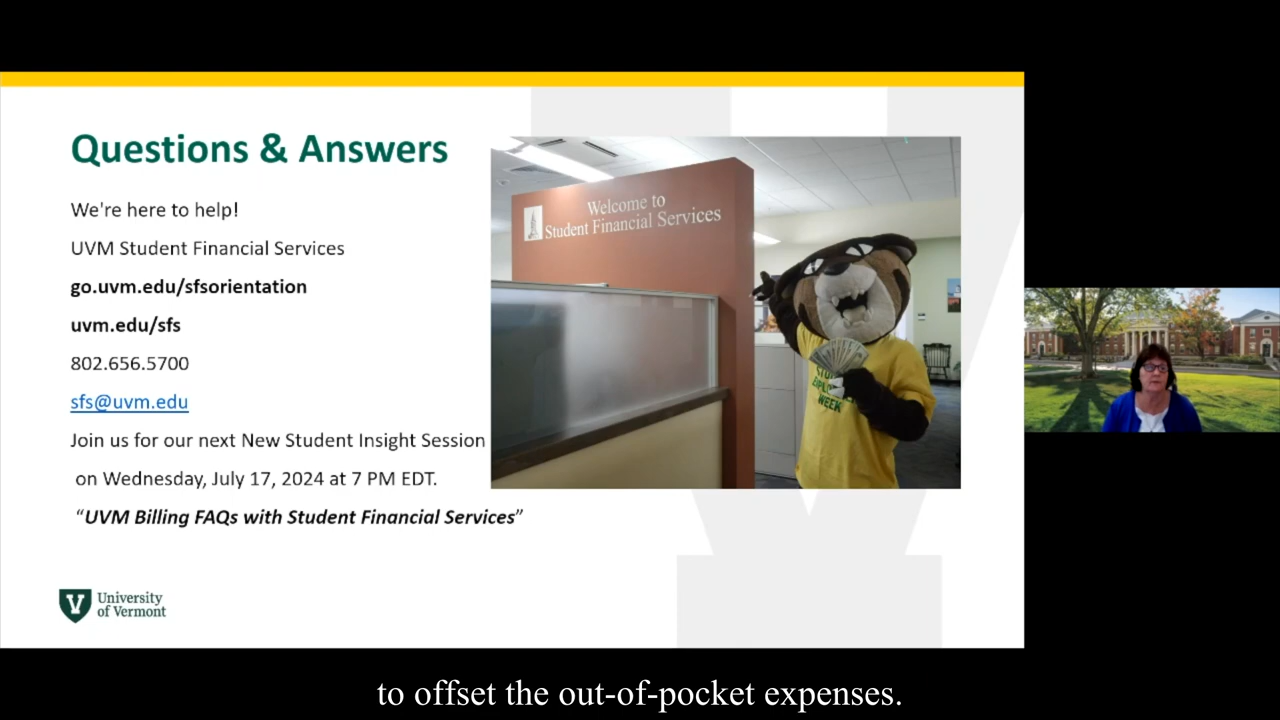 Questions & Answers
We're here to help!
UVM Student Financial Services
go.uvm.edu/sfsorientation
uvm.edu/sfs
802.656.5700
sfs@uvm.edu
Join us for our next New Student Insight Session
on Wednesday, July 17, 2024 at 7 PM EDT.
“UVM Billing FAQs with Student Financial Services”
Welcome to
Student Financial Services
WEEK
V University
of Vermont
to offset the out-of-pocket expenses.